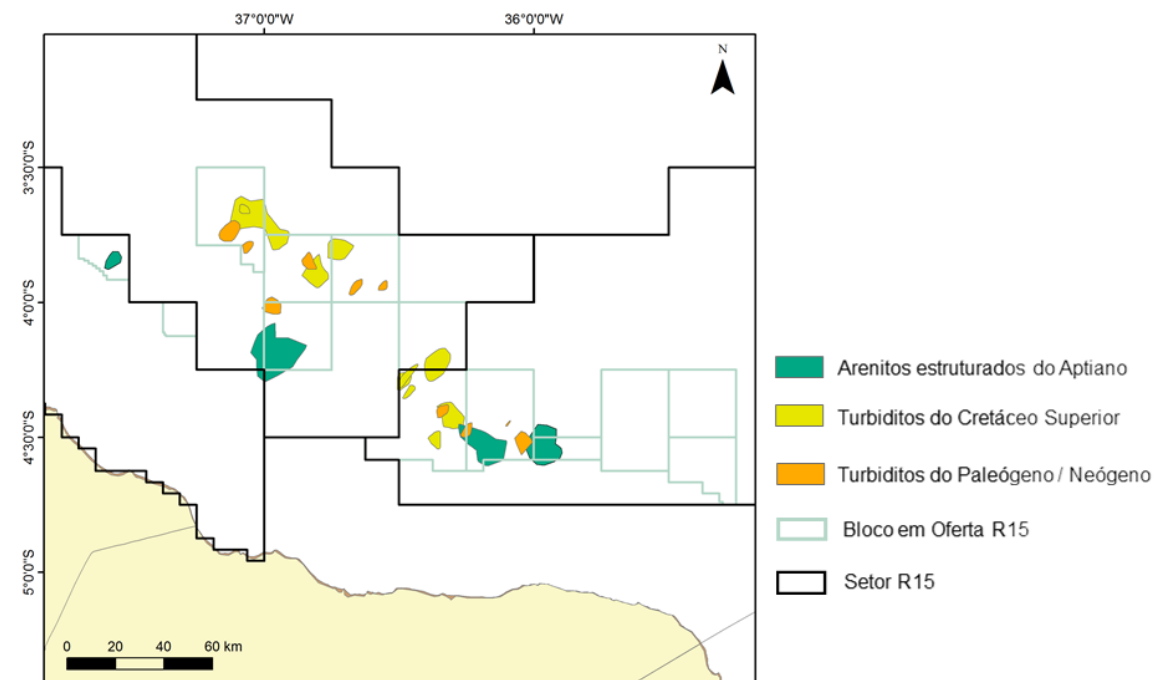 37°0'0"W
36°0'0"W
N
3°30'0"S
4°0'0"S
4°30'0"S
5°0'0"S
Arenitos estruturados do Aptiano
Turbiditos do Cretáceo Superior
Turbiditos do Paleógeno / Neógeno
Bloco em Oferta R15
Setor R15
0 20 40 60 km